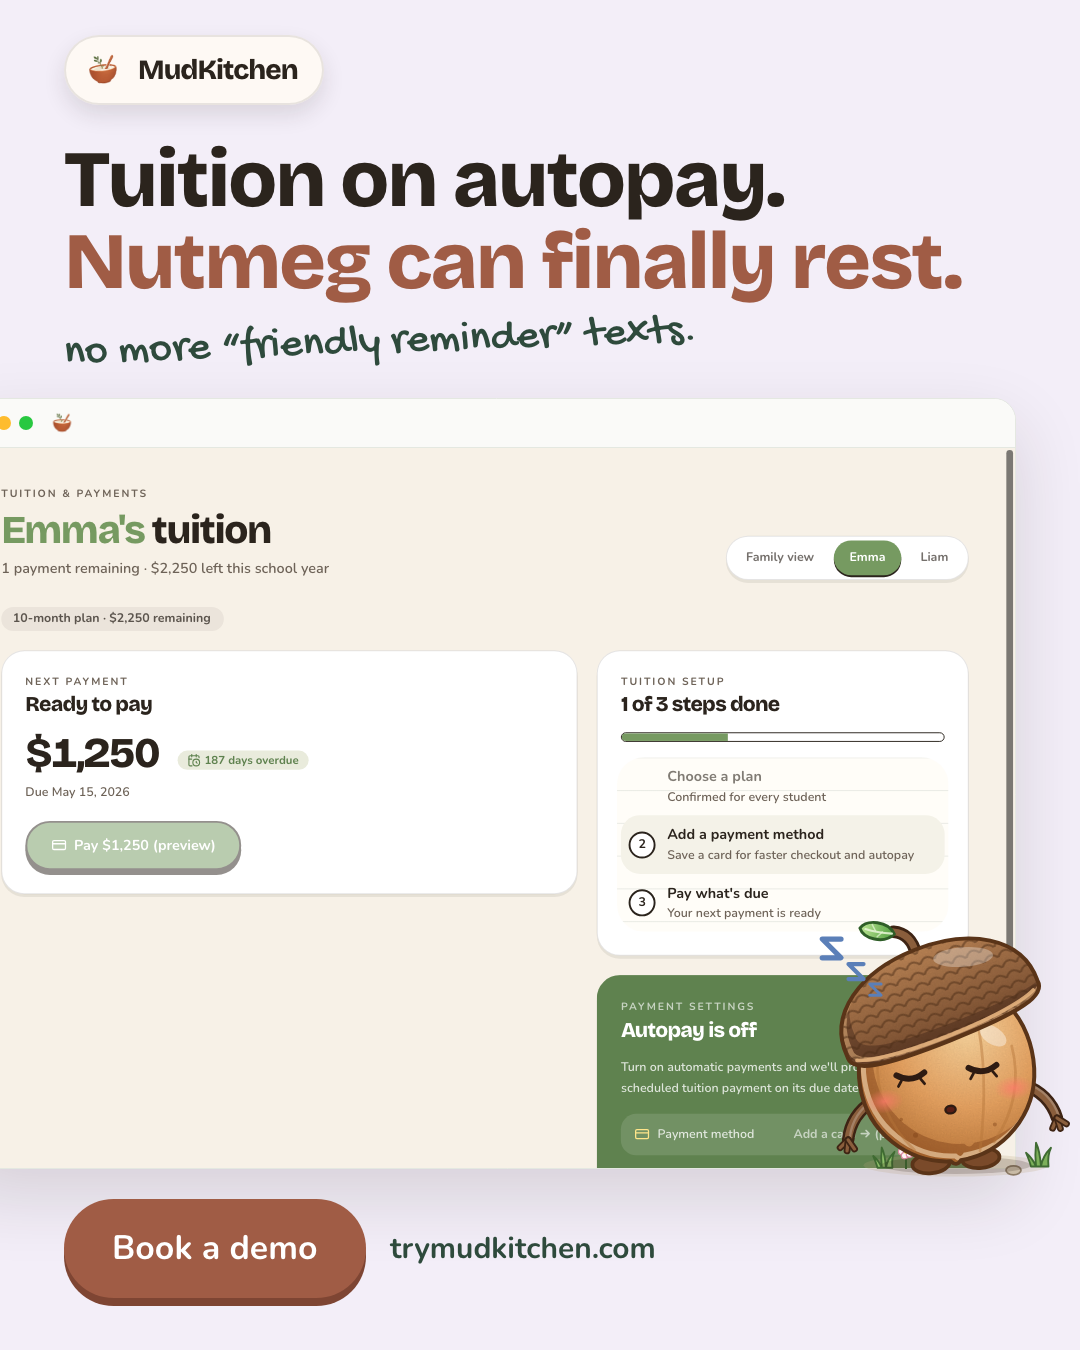 MudKitchen
Tuition on autopay.
Nutmeg can finally rest.
no more “friendly reminder” texts.
TUITION & PAYMENTS
Emma's tuition
1 payment remaining · $2,250 left this school year
Family view Emma Liam
10-month plan · $2,250 remaining
NEXT PAYMENT
Ready to pay
$1,250 187 days overdue
Due May 15, 2026
Pay $1,250 (preview)
TUITION SETUP
1 of 3 steps done
Choose a plan
Confirmed for every student
2 Add a payment method
Save a card for faster checkout and autopay
3 Pay what's due
Your next payment is ready
z z z
PAYMENT SETTINGS
Autopay is off
Turn on automatic payments and we'll
scheduled tuition payment on its due date
Payment method Add a
Book a demo
trymudkitchen.com